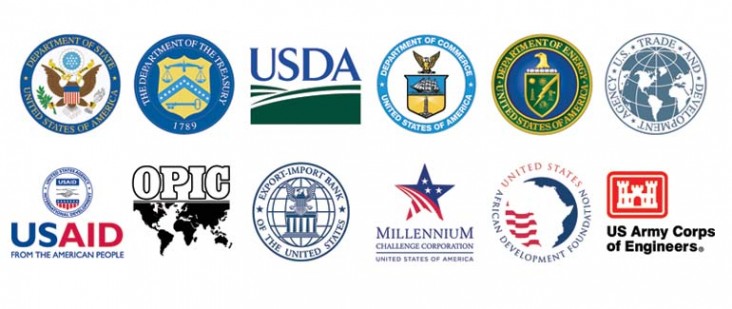 DEPARTMENT OF STATE
UNITED STATES OF AMERICA
THE DEPARTMENT OF THE TREASURY
1789
USDA
DEPARTMENT OF COMMERCE
UNITED STATES OF AMERICA
DEPARTMENT OF ENERGY
UNITED STATES OF AMERICA
U.S. TRADE AND DEVELOPMENT AGENCY
USAID
USAID
FROM THE AMERICAN PEOPLE
OPIC
EXPORT-IMPORT BANK
OF THE UNITED STATES
MILLENNIUM
CHALLENGE CORPORATION
UNITED STATES OF AMERICA
UNITED STATES
AFRICAN DEVELOPMENT FOUNDATION
US Army Corps
of Engineers®